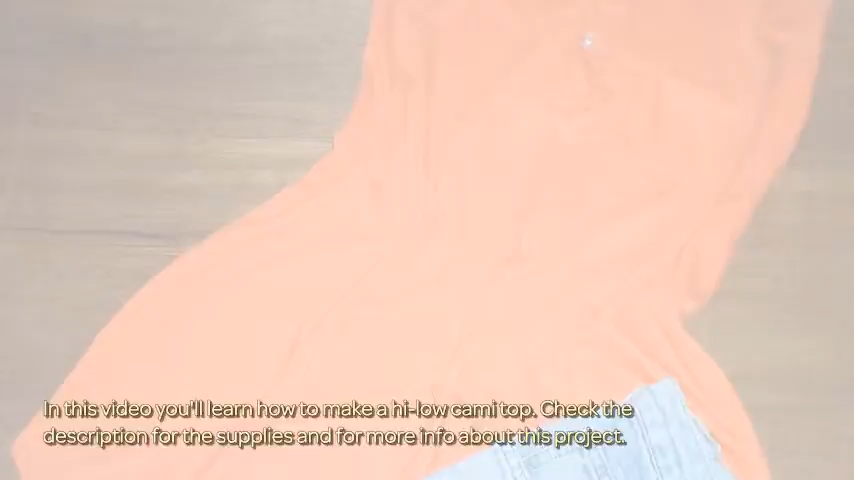 In this video you'll learn how to make a hi-low cami top. Check the
description for the supplies and for more info about this project.